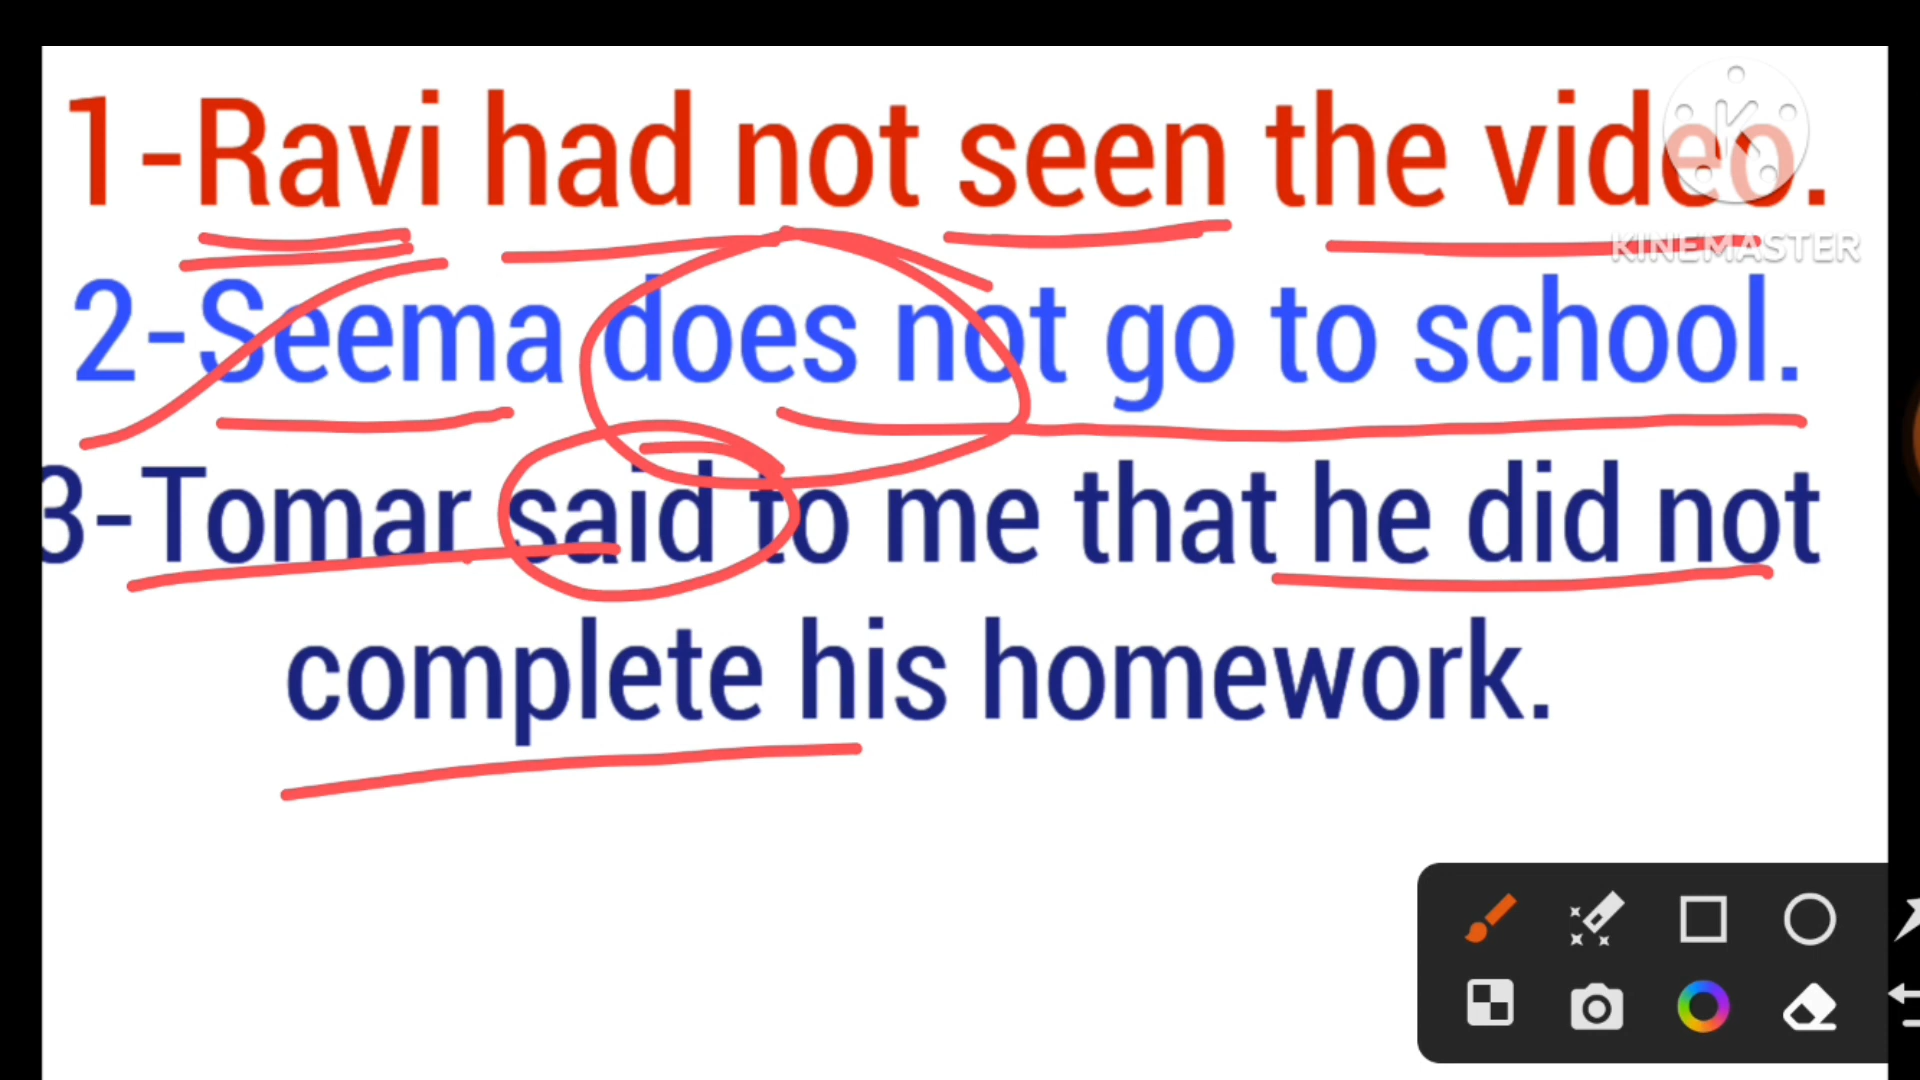 1-Ravi had not seen the video.
KINEMASTER
2-Seema does not go to school.
3-Tomar said to me that he did not
complete his homework.